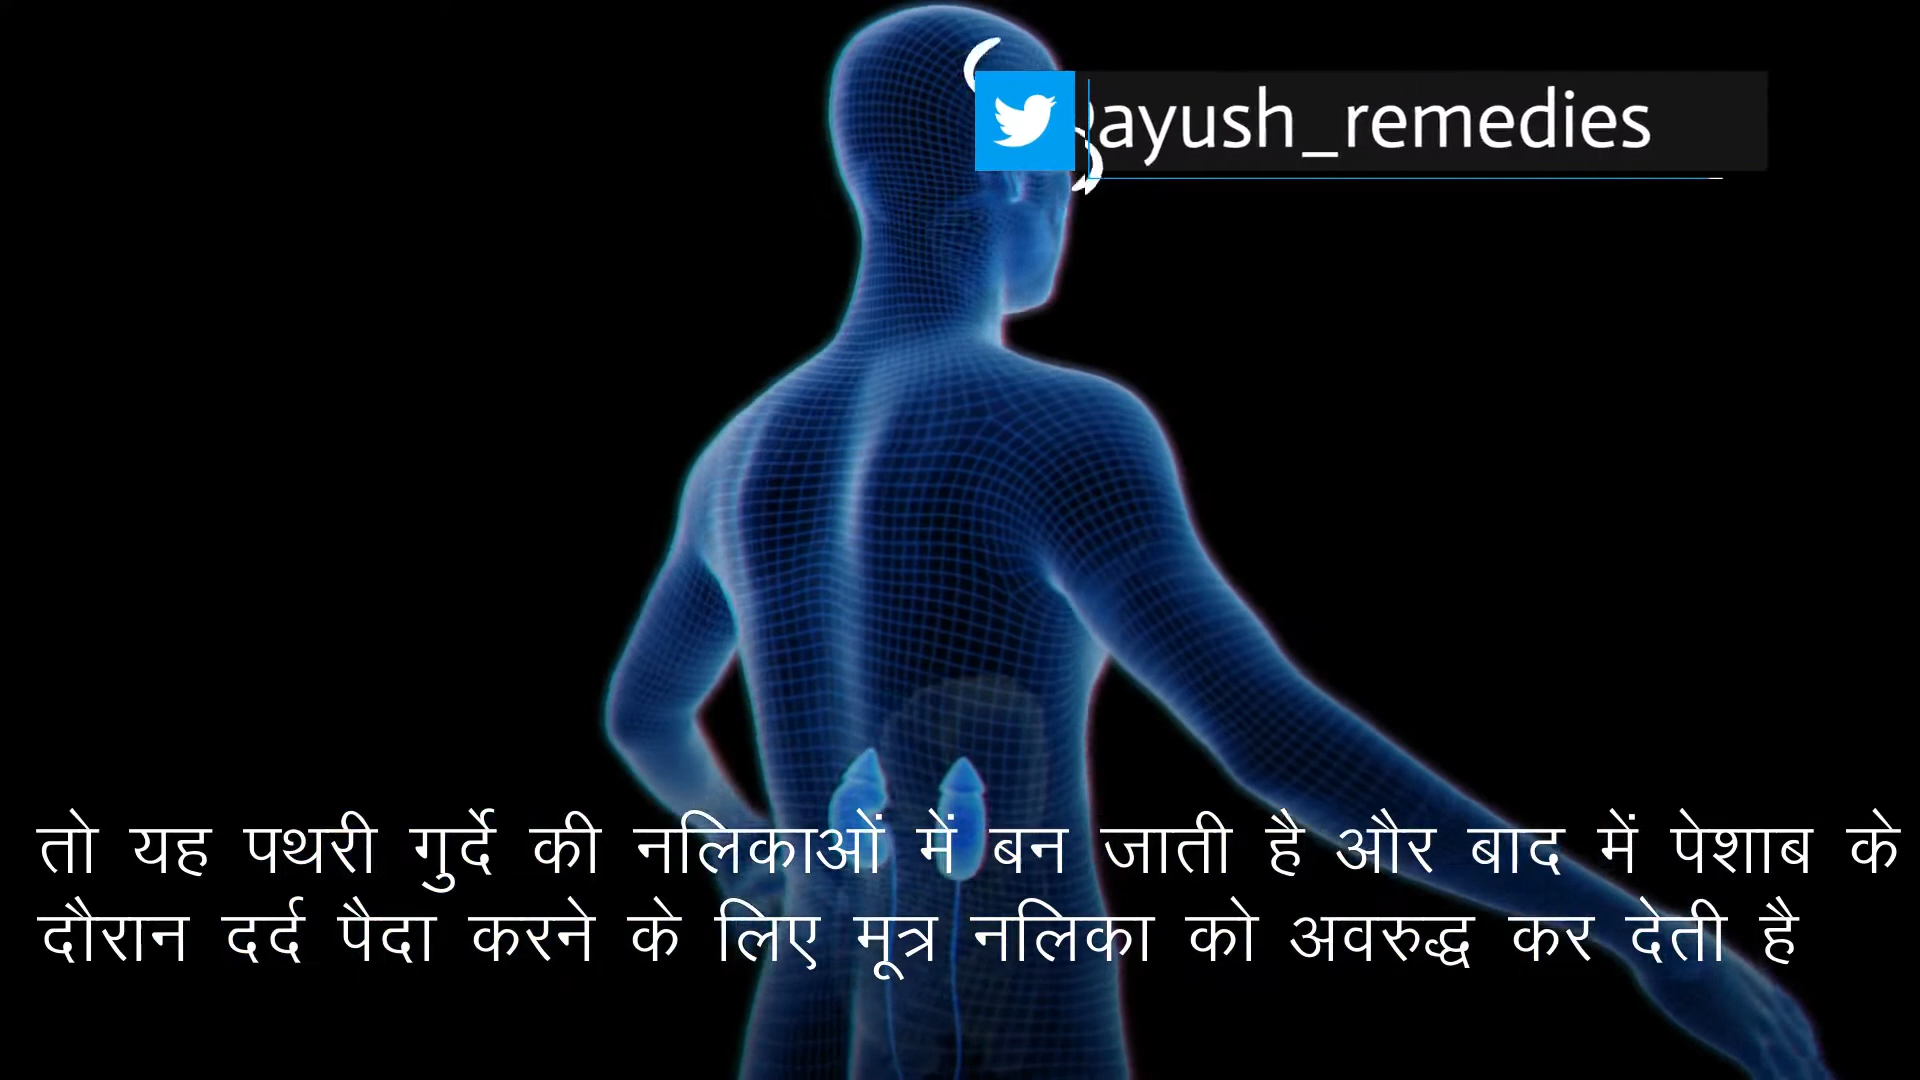 ayush_remedies
तो यह पथरी गुर्दे की नलिकाओं में बन जाती है और बाद में पेशाब के
दौरान दर्द पैदा करने के लिए मूत्र नलिका को अवरुद्ध कर देती है